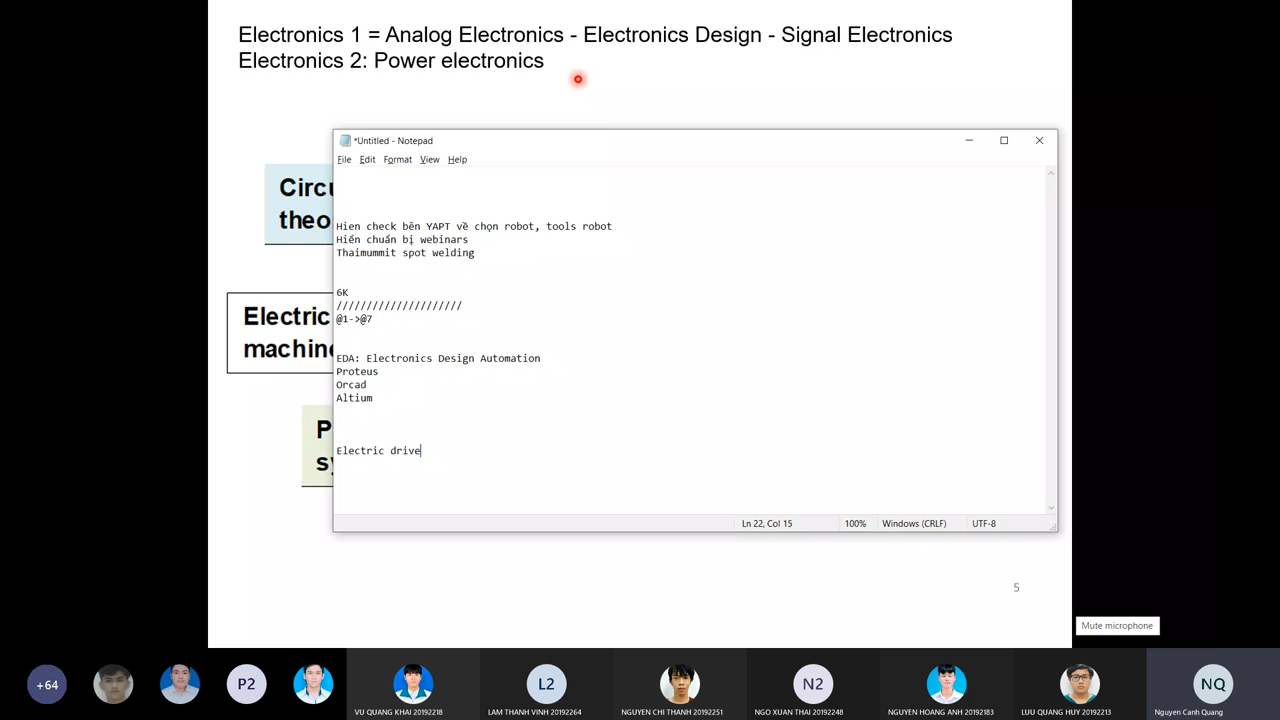 Electronics 1 = Analog Electronics - Electronics Design - Signal Electronics
Electronics 2: Power electronics
*Untitled - Notepad
File Edit Format View Help
Circu
theo
Electric
machine
P
sy
Hien check bên YAPT về chọn robot, tools robot
Hiển chuẩn bị webinars
Thaimummit spot welding
6K
/////////////////////
@1->@7
EDA: Electronics Design Automation
Proteus
Orcad
Altium
Electric drive
Ln 22, Col 15 100% Windows (CRLF) UTF-8
5
Mute microphone
+64
P2
L2
N2
NQ
VU QUANG KHAI 20192218
LAM THANH VINH 20192264
NGUYEN CHI THANH 20192251
NGO XUAN THAI 20192248
NGUYEN HOANG ANH 20192183
LUU QUANG HUY 20192213
Nguyen Canh Quang